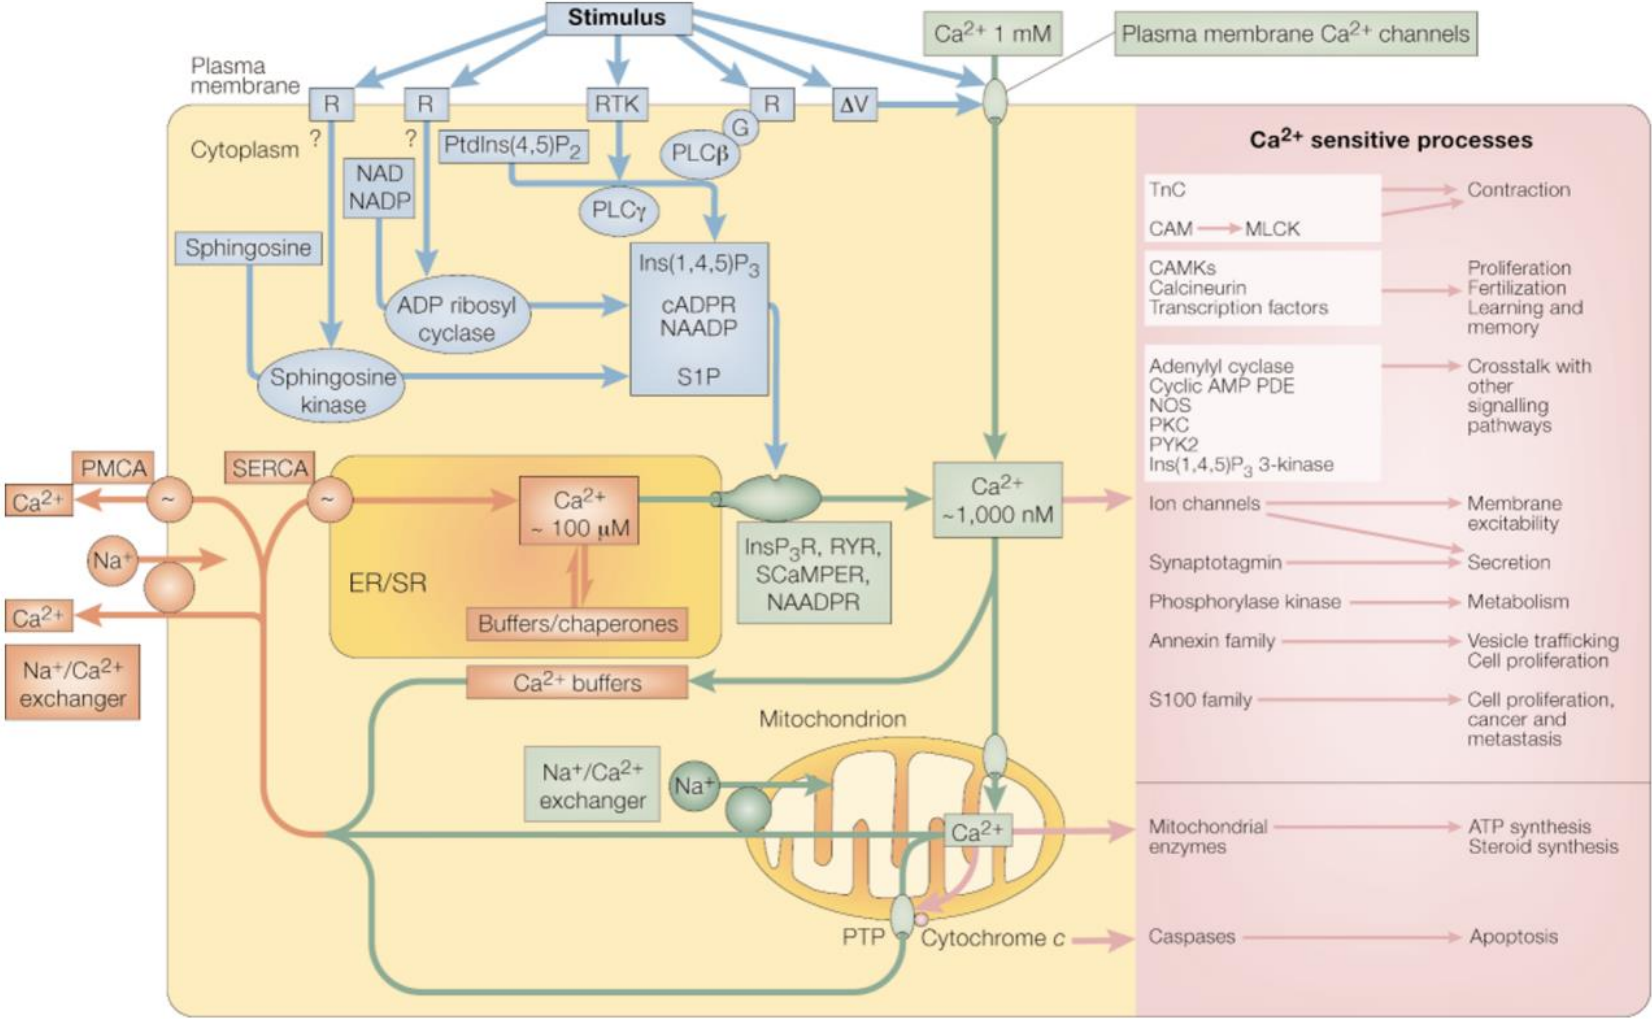 Stimulus
Ca²⁺ 1 mM
Plasma membrane Ca²⁺ channels
Plasma
membrane
R
R
RTK
R
ΔV
?
?
Cytoplasm
G
PtdIns(4,5)P₂
PLCβ
NAD
NADP
PLCγ
Sphingosine
Ins(1,4,5)P₃
cADPR
NAADP
S1P
ADP ribosyl
cyclase
Sphingosine
kinase
PMCA
SERCA
Ca²⁺
~
~
Ca²⁺
~ 100 μM
Ca²⁺
~1,000 nM
Na⁺
ER/SR
InsP₃R, RYR,
SCaMPER,
NAADPR
Ca²⁺
Buffers/chaperones
Na⁺/Ca²⁺
exchanger
Ca²⁺ buffers
Mitochondrion
Na⁺/Ca²⁺
exchanger
Na⁺
Ca²⁺
PTP
Cytochrome c
Ca²⁺ sensitive processes
TnC
Contraction
CAM
MLCK
CAMKs
Calcineurin
Transcription factors
Proliferation
Fertilization
Learning and
memory
Adenylyl cyclase
Cyclic AMP PDE
NOS
PKC
PYK2
Ins(1,4,5)P₃ 3-kinase
Crosstalk with
other
signalling
pathways
Ion channels
Membrane
excitability
Synaptotagmin
Secretion
Phosphorylase kinase
Metabolism
Annexin family
Vesicle trafficking
Cell proliferation
S100 family
Cell proliferation,
cancer and
metastasis
Mitochondrial
enzymes
ATP synthesis
Steroid synthesis
Caspases
Apoptosis